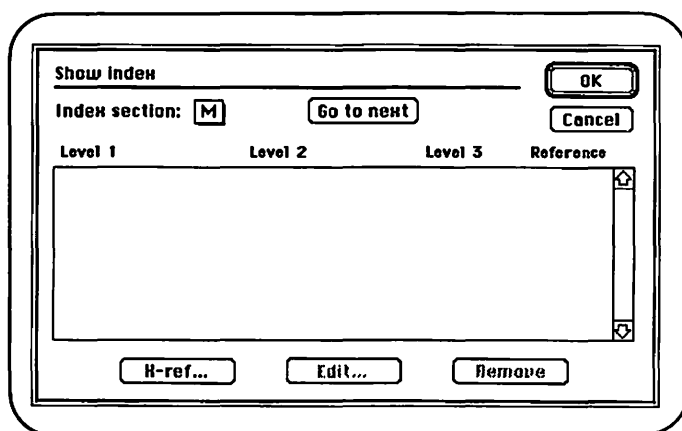 Show index
OK
Index section: M Go to next
Cancel
Level 1 Level 2 Level 3 Reference
X-ref... Edit... Remove